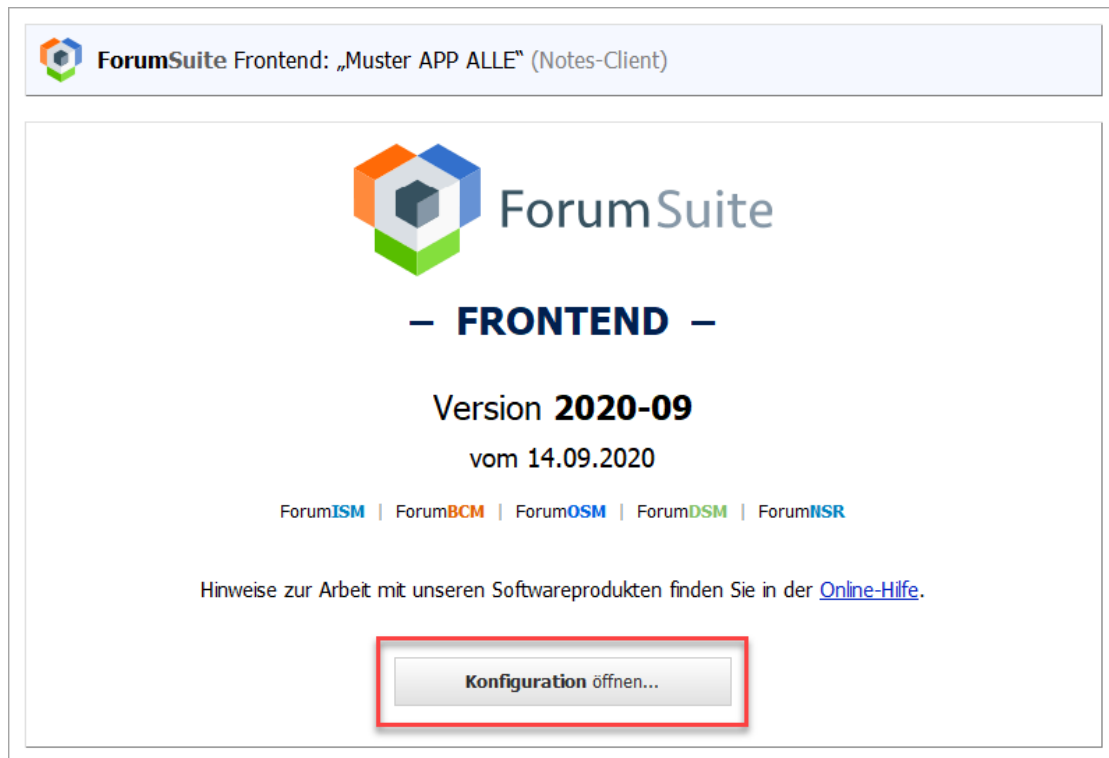 ForumSuite Frontend: „Muster APP ALLE“ (Notes-Client)
ForumSuite
– FRONTEND –
Version 2020-09
vom 14.09.2020
ForumISM | ForumBCM | ForumOSM | ForumDSM | ForumNSR
Hinweise zur Arbeit mit unseren Softwareprodukten finden Sie in der Online-Hilfe.
Konfiguration öffnen...